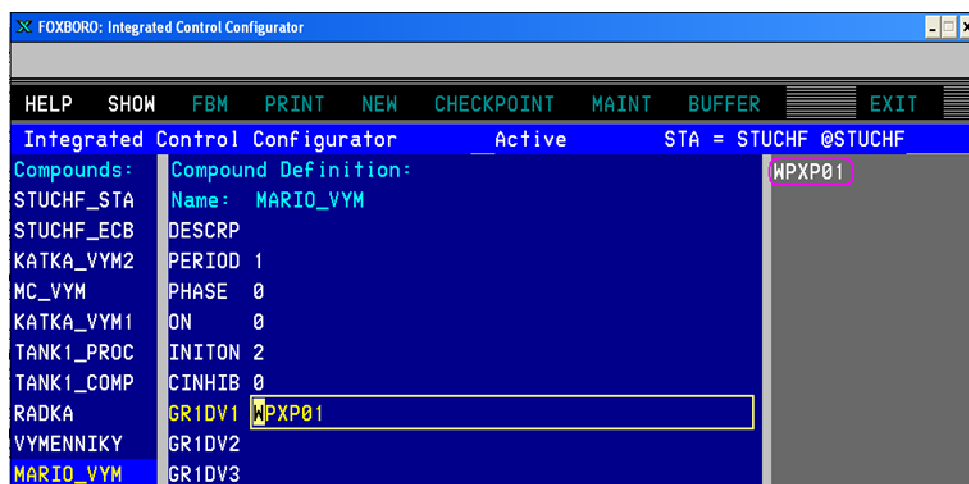 FOXBORO: Integrated Control Configurator
HELP SHOW FBM PRINT NEW CHECKPOINT MAINT BUFFER EXIT
Integrated Control Configurator __Active STA = STUCHF @STUCHF
Compounds:
STUCHF_STA
STUCHF_ECB
KATKA_VYM2
MC_VYM
KATKA_VYM1
TANK1_PROC
TANK1_COMP
RADKA
VYMENNIKY
MARIO_VYM
Compound Definition:
Name: MARIO_VYM
DESCRP
PERIOD 1
PHASE 0
ON 0
INITON 2
CINHIB 0
GR1DV1 WPXP01
GR1DV2
GR1DV3
WPXP01